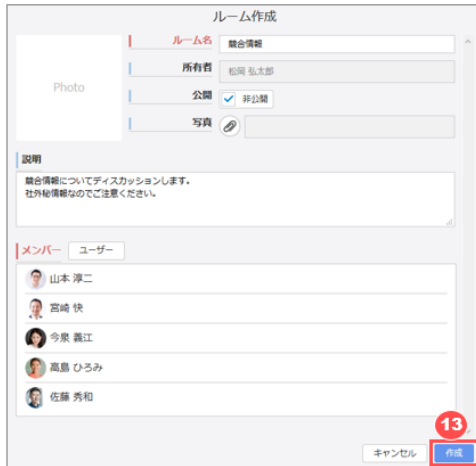 ルーム作成
Photo
ルーム名 競合情報
所有者 松岡 弘太郎
公開 非公開
写真
説明
競合情報についてディスカッションします。
社外秘情報なのでご注意ください。
メンバー ユーザー
山本 淳二
宮崎 快
今泉 義江
高島 ひろみ
佐藤 秀和
13
キャンセル 作成